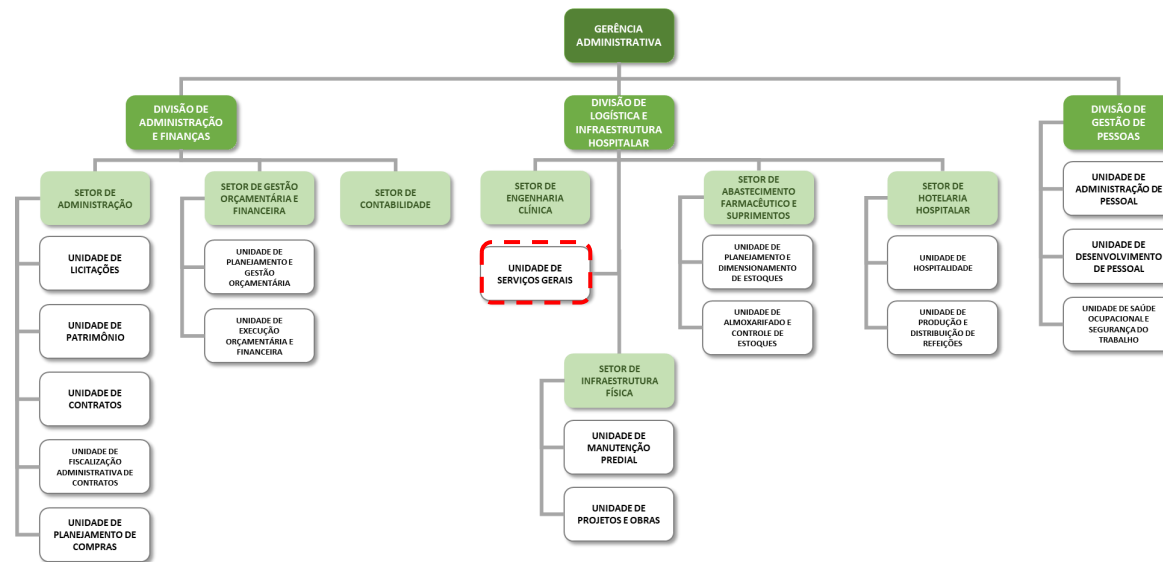 GERÊNCIA
ADMINISTRATIVA
DIVISÃO DE
ADMINISTRAÇÃO
E FINANÇAS
DIVISÃO DE
LOGÍSTICA E
INFRAESTRUTURA
HOSPITALAR
DIVISÃO DE
GESTÃO DE
PESSOAS
SETOR DE
ADMINISTRAÇÃO
SETOR DE GESTÃO
ORÇAMENTÁRIA E
FINANCEIRA
SETOR DE
CONTABILIDADE
SETOR DE
ENGENHARIA
CLÍNICA
SETOR DE
ABASTECIMENTO
FARMACÊUTICO E
SUPRIMENTOS
SETOR DE
HOTELARIA
HOSPITALAR
UNIDADE DE
ADMINISTRAÇÃO DE
PESSOAL
UNIDADE DE
LICITAÇÕES
UNIDADE DE
PLANEJAMENTO E
GESTÃO
ORÇAMENTÁRIA
UNIDADE DE
SERVIÇOS GERAIS
UNIDADE DE
PLANEJAMENTO E
DIMENSIONAMENTO
DE ESTOQUES
UNIDADE DE
HOSPITALIDADE
UNIDADE DE
DESENVOLVIMENTO
DE PESSOAL
UNIDADE DE
PATRIMÔNIO
UNIDADE DE
EXECUÇÃO
ORÇAMENTÁRIA E
FINANCEIRA
UNIDADE DE
ALMOXARIFADO E
CONTROLE DE
ESTOQUES
UNIDADE DE
PRODUÇÃO E
DISTRIBUIÇÃO DE
REFEIÇÕES
UNIDADE DE SAÚDE
OCUPACIONAL E
SEGURANÇA DO
TRABALHO
UNIDADE DE
CONTRATOS
SETOR DE
INFRAESTRUTURA
FÍSICA
UNIDADE DE
FISCALIZAÇÃO
ADMINISTRATIVA DE
CONTRATOS
UNIDADE DE
MANUTENÇÃO
PREDIAL
UNIDADE DE
PLANEJAMENTO DE
COMPRAS
UNIDADE DE
PROJETOS E OBRAS